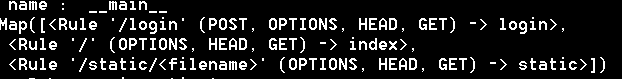 name :  __main__
Map([<Rule '/login' (POST, OPTIONS, HEAD, GET) -> login>,
 <Rule '/' (OPTIONS, HEAD, GET) -> index>,
 <Rule '/static/<filename>' (OPTIONS, HEAD, GET) -> static>])